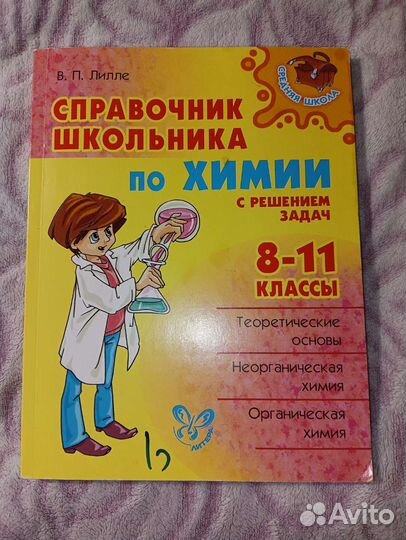 В. П. Лилле
СРЕДНЯЯ ШКОЛА
СПРАВОЧНИК
ШКОЛЬНИКА
ПО ХИМИИ
С РЕШЕНИЕМ
ЗАДАЧ
8-11
КЛАССЫ
Теоретические
основы
Неорганическая
химия
Органическая
химия
ЛИТЕРА
Avito